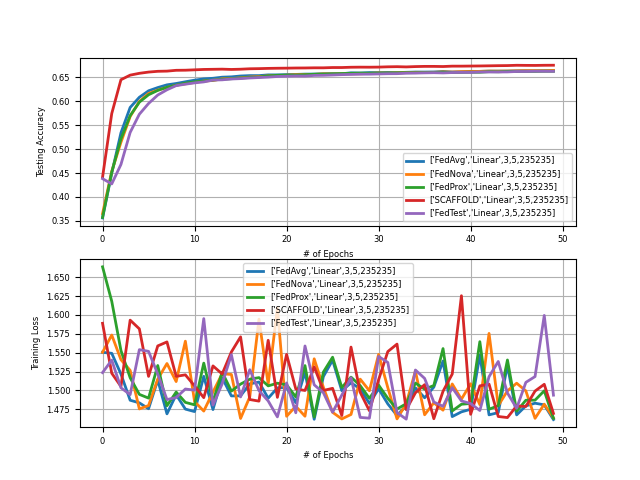 Testing Accuracy
0.65
0.60
0.55
0.50
0.45
0.40
0.35
['FedAvg','Linear',3,5,235235]
['FedNova','Linear',3,5,235235]
['FedProx','Linear',3,5,235235]
['SCAFFOLD','Linear',3,5,235235]
['FedTest','Linear',3,5,235235]
0 10 20 30 40 50
# of Epochs
Training Loss
1.650
1.625
1.600
1.575
1.550
1.525
1.500
1.475
['FedAvg','Linear',3,5,235235]
['FedNova','Linear',3,5,235235]
['FedProx','Linear',3,5,235235]
['SCAFFOLD','Linear',3,5,235235]
['FedTest','Linear',3,5,235235]
0 10 20 30 40 50
# of Epochs